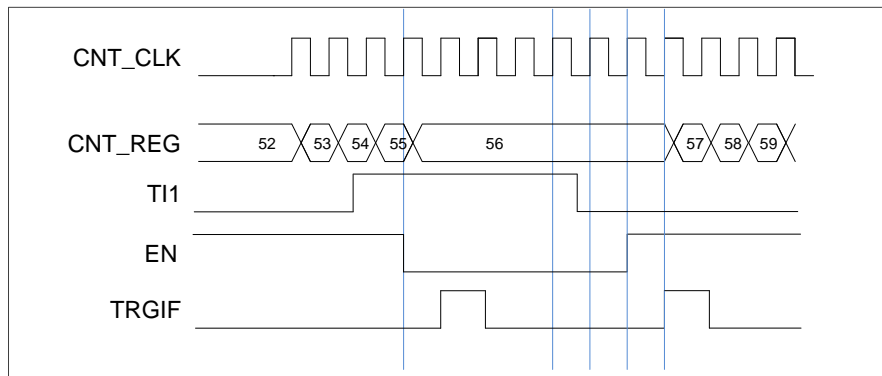 CNT_CLK
CNT_REG 52 53 54 55 56 57 58 59
TI1
EN
TRGIF